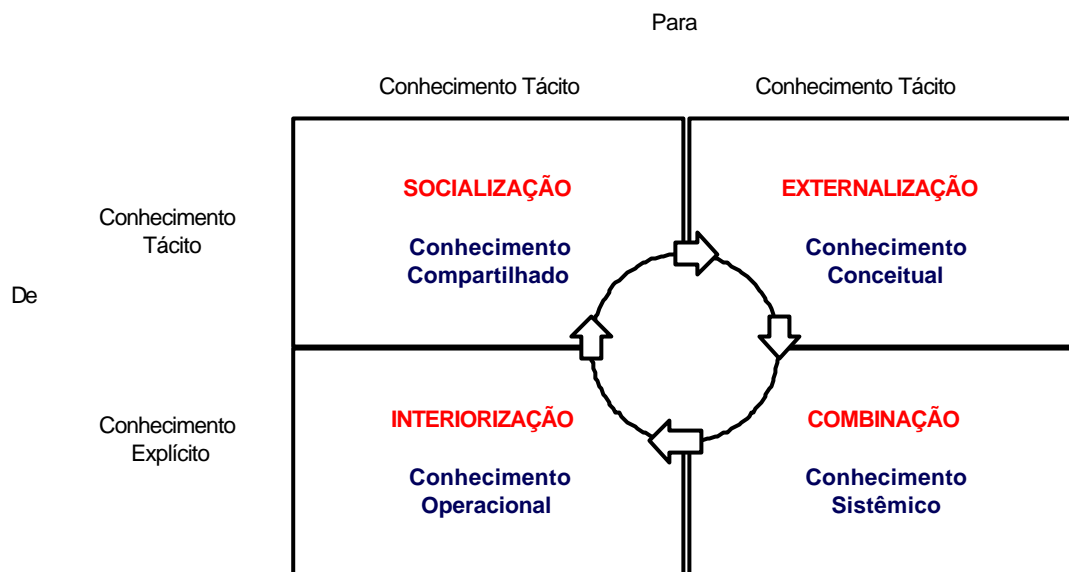 Para
Conhecimento Tácito
Conhecimento Tácito
SOCIALIZAÇÃO
EXTERNALIZAÇÃO
Conhecimento
Tácito
Conhecimento
Compartilhado
Conhecimento
Conceitual
De
INTERIORIZAÇÃO
COMBINAÇÃO
Conhecimento
Explícito
Conhecimento
Operacional
Conhecimento
Sistêmico